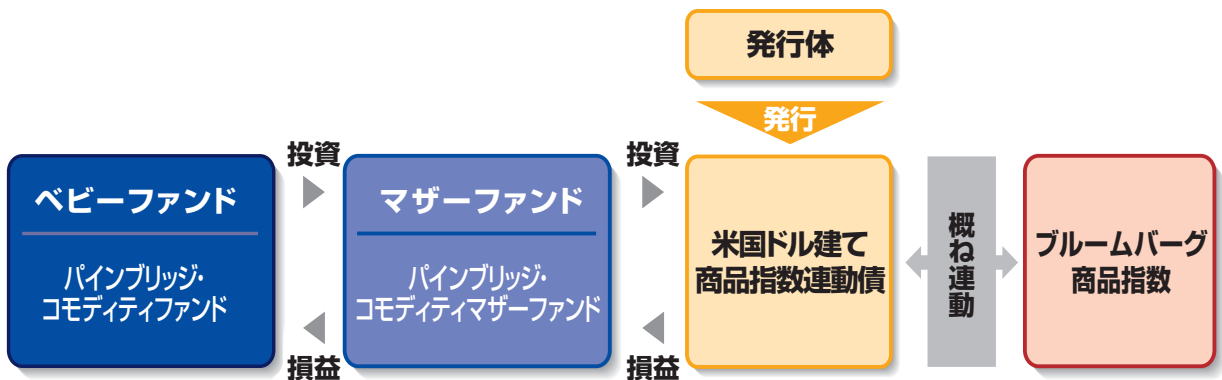 発行体
発行
ベビーファンド
パインブリッジ・
コモディティファンド
投資
損益
マザーファンド
パインブリッジ・
コモディティマザーファンド
投資
損益
米国ドル建て
商品指数連動債
概ね連動
ブルームバーグ
商品指数